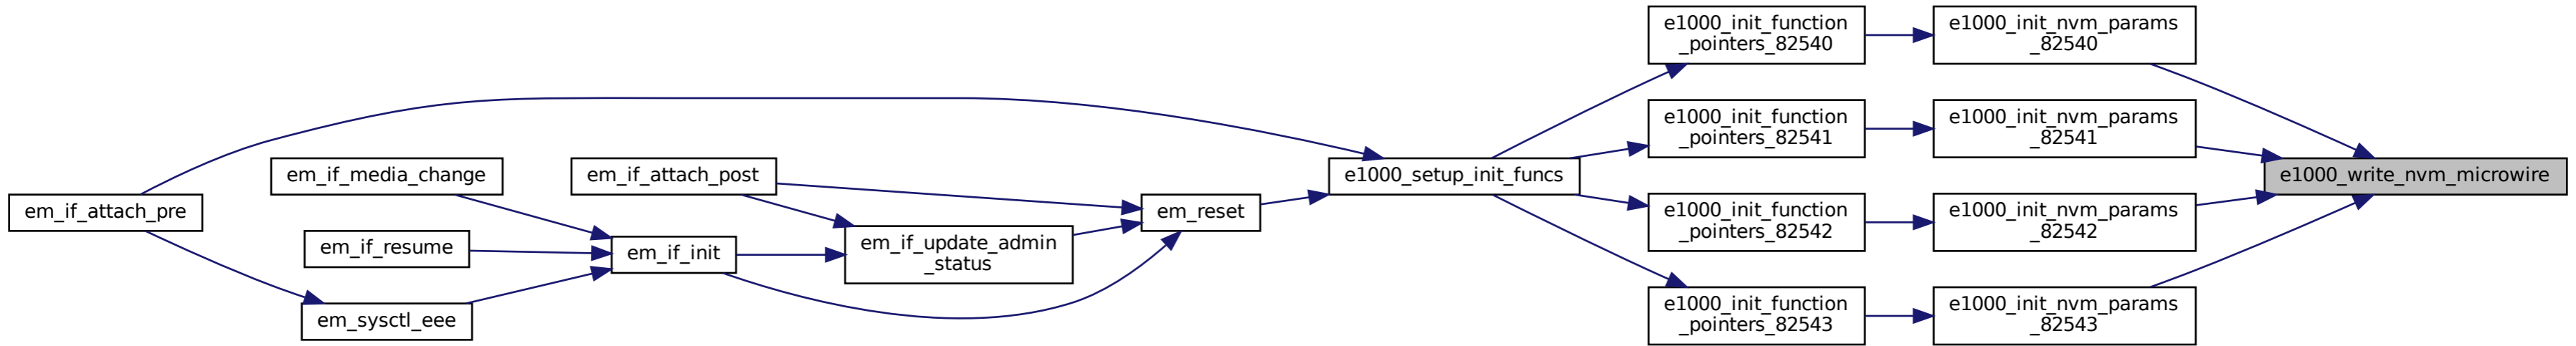 em_if_attach_pre
em_if_media_change
em_if_resume
em_sysctl_eee
em_if_attach_post
em_if_init
em_if_update_admin
_status
em_reset
e1000_setup_init_funcs
e1000_init_function
_pointers_82540
e1000_init_function
_pointers_82541
e1000_init_function
_pointers_82542
e1000_init_function
_pointers_82543
e1000_init_nvm_params
_82540
e1000_init_nvm_params
_82541
e1000_init_nvm_params
_82542
e1000_init_nvm_params
_82543
e1000_write_nvm_microwire